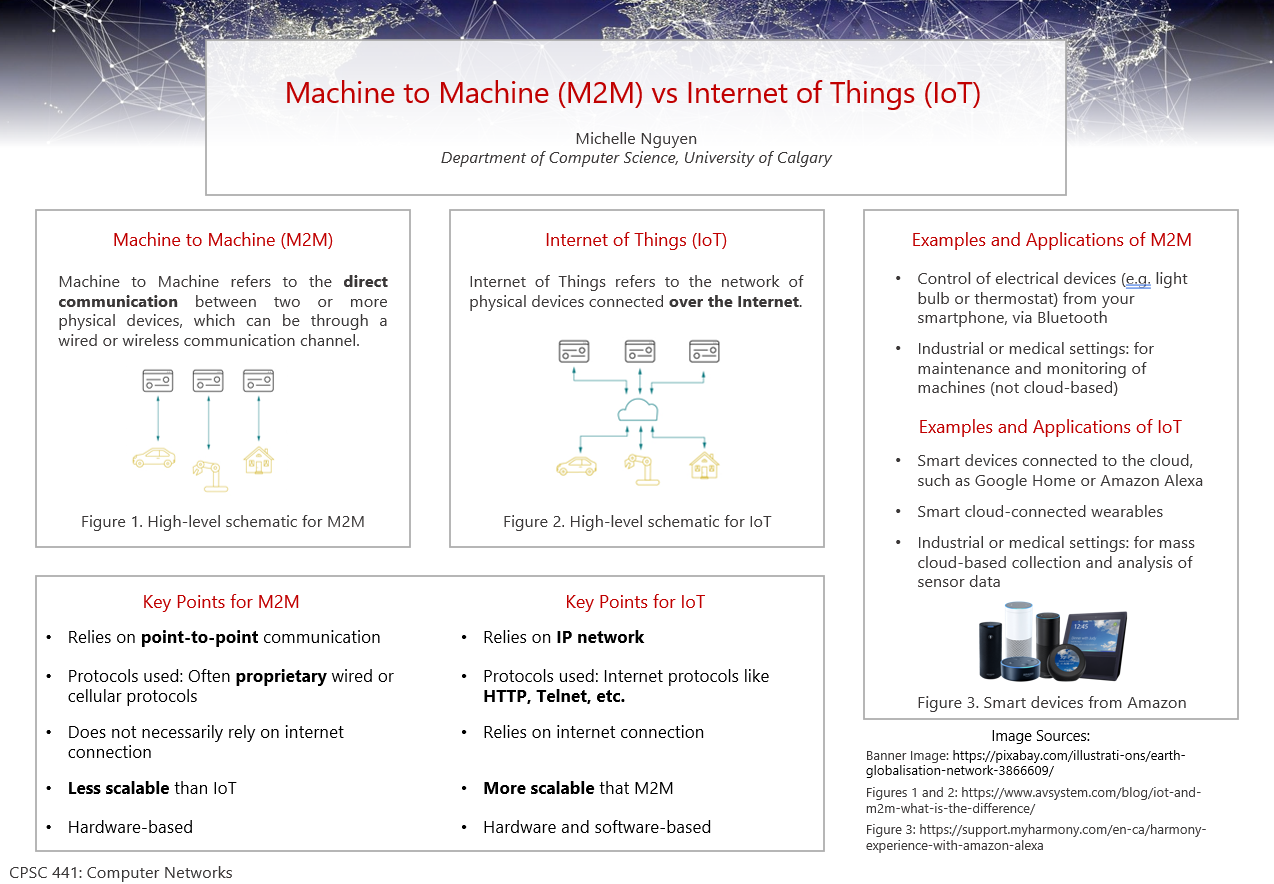 Machine to Machine (M2M) vs Internet of Things (IoT)
Michelle Nguyen
Department of Computer Science, University of Calgary
Machine to Machine (M2M)
Machine to Machine refers to the direct
communication between two or more
physical devices, which can be through a
wired or wireless communication channel.
Figure 1. High-level schematic for M2M
Internet of Things (IoT)
Internet of Things refers to the network of
physical devices connected over the Internet.
Figure 2. High-level schematic for IoT
Examples and Applications of M2M
• Control of electrical devices (e.g. light
bulb or thermostat) from your
smartphone, via Bluetooth
• Industrial or medical settings: for
maintenance and monitoring of
machines (not cloud-based)
Examples and Applications of IoT
• Smart devices connected to the cloud,
such as Google Home or Amazon Alexa
• Smart cloud-connected wearables
• Industrial or medical settings: for mass
cloud-based collection and analysis of
sensor data
12:45
Figure 3. Smart devices from Amazon
Key Points for M2M
• Relies on point-to-point communication
• Protocols used: Often proprietary wired or
cellular protocols
• Does not necessarily rely on internet
connection
• Less scalable than IoT
• Hardware-based
Key Points for IoT
• Relies on IP network
• Protocols used: Internet protocols like
HTTP, Telnet, etc.
• Relies on internet connection
• More scalable that M2M
• Hardware and software-based
Image Sources:
Banner Image: https://pixabay.com/illustrati-ons/earth-
globalisation-network-3866609/
Figures 1 and 2: https://www.avsystem.com/blog/iot-and-
m2m-what-is-the-difference/
Figure 3: https://support.myharmony.com/en-ca/harmony-
experience-with-amazon-alexa
CPSC 441: Computer Networks